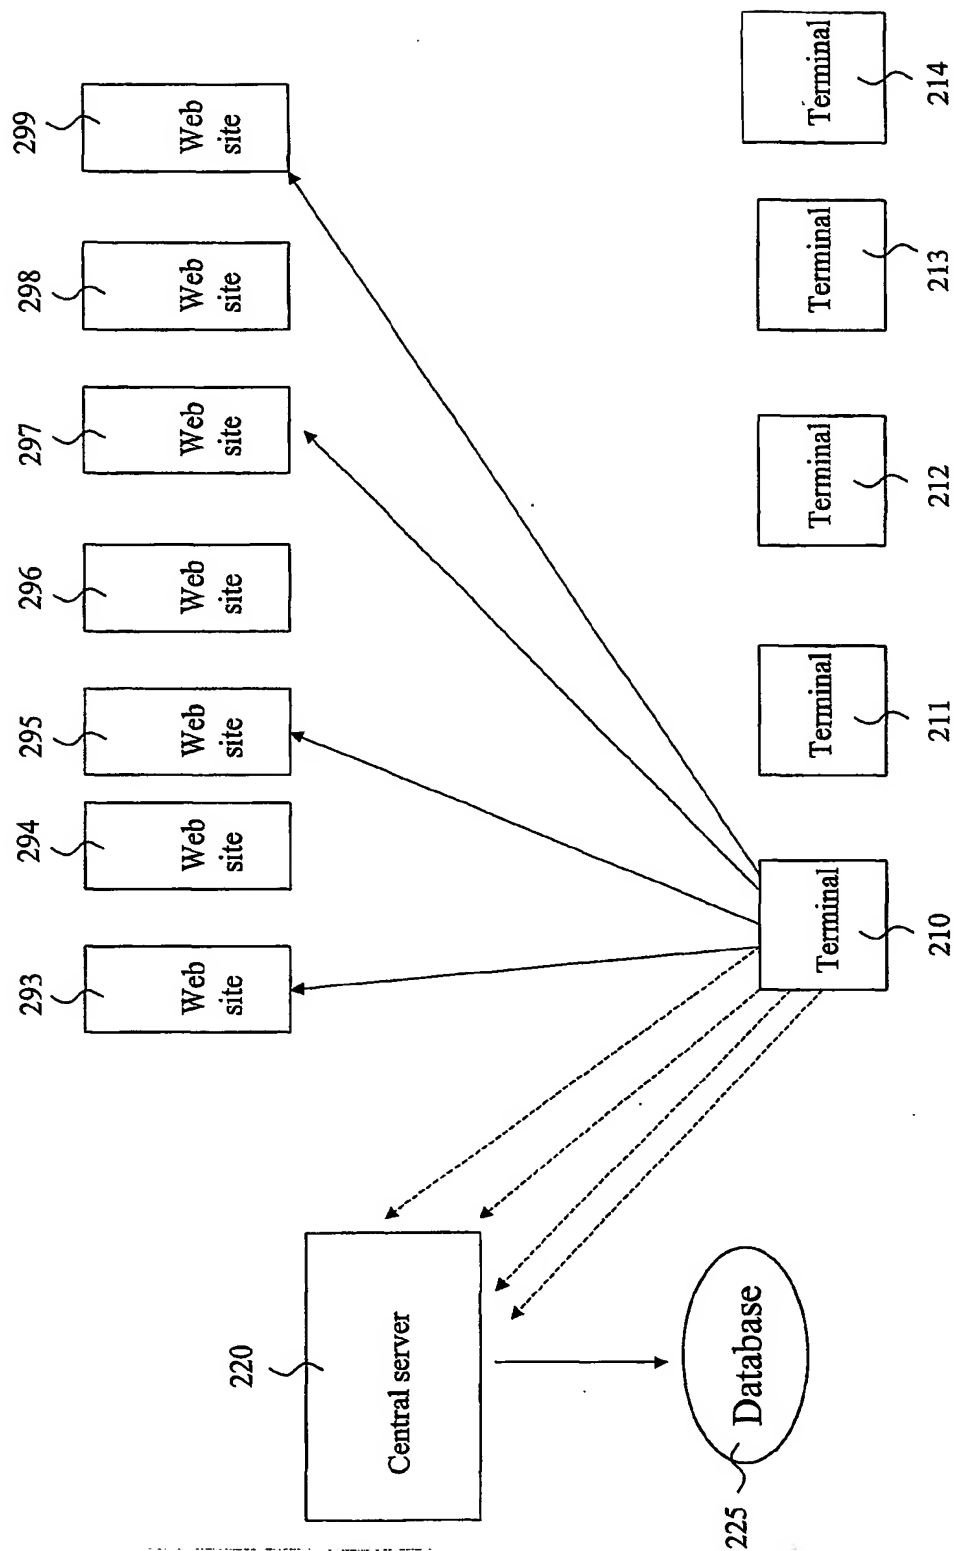 293
Web
site
294
Web
site
295
Web
site
296
Web
site
297
Web
site
298
Web
site
299
Web
site
220
Central server
225
Database
Terminal
210
Terminal
211
Terminal
212
Terminal
213
Terminal
214